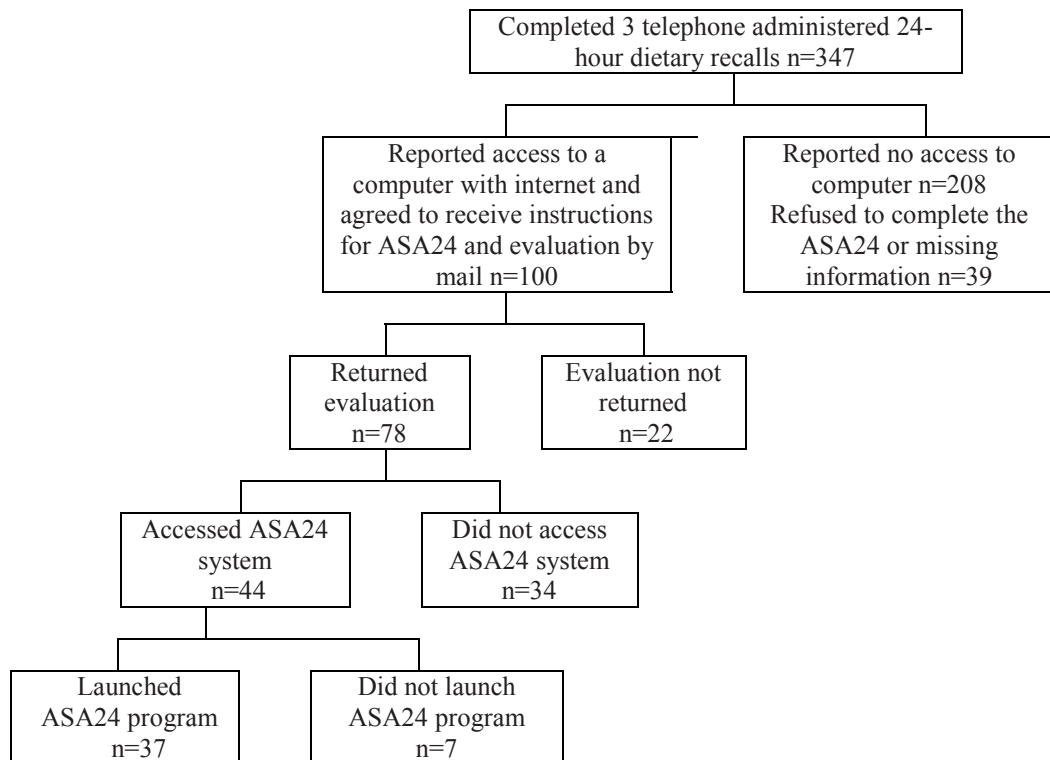 Completed 3 telephone administered 24-
hour dietary recalls n=347
Reported access to a
computer with internet and
agreed to receive instructions
for ASA24 and evaluation by
mail n=100
Reported no access to
computer n=208
Refused to complete the
ASA24 or missing
information n=39
Returned
evaluation
n=78
Evaluation not
returned
n=22
Accessed ASA24
system
n=44
Did not access
ASA24 system
n=34
Launched
ASA24 program
n=37
Did not launch
ASA24 program
n=7